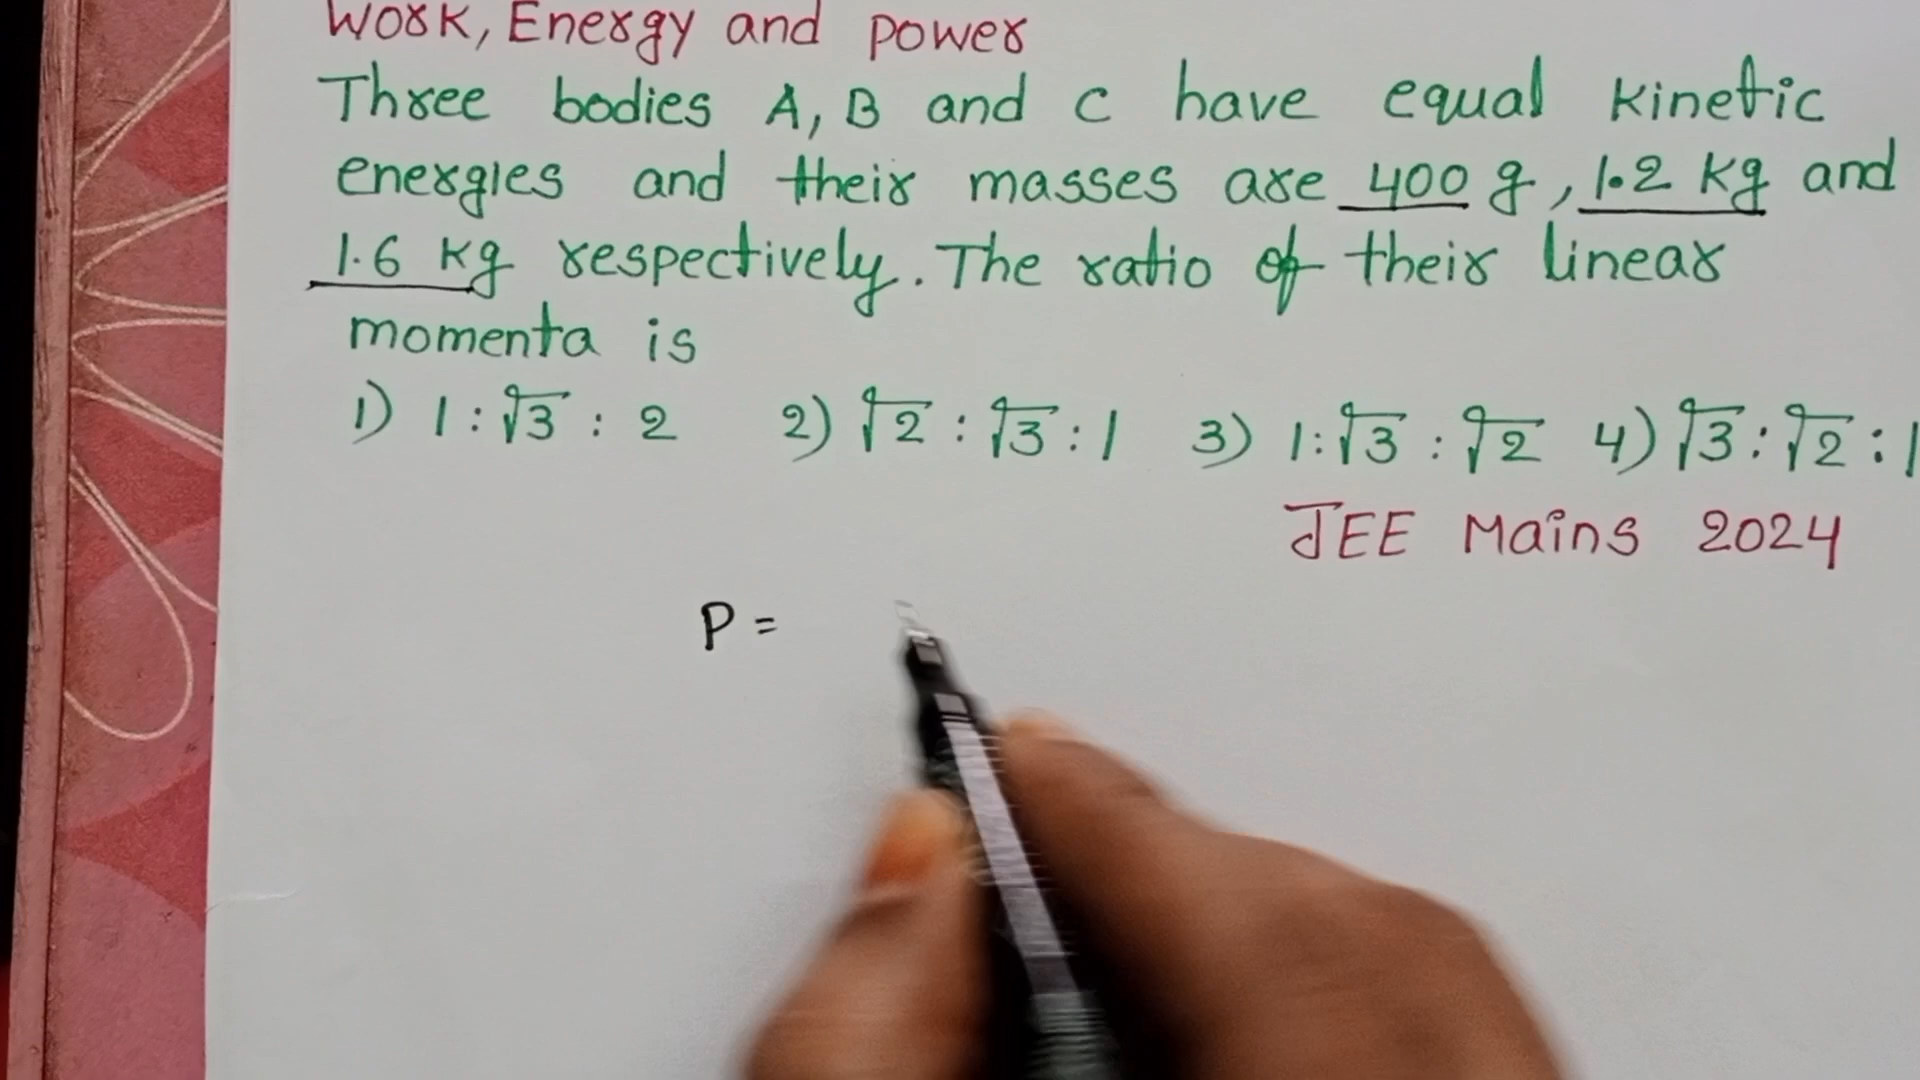 Work, Energy and power
Three bodies A, B and C have equal kinetic
energies and their masses are 400 g, 1.2 kg and
1.6 kg respectively. The ratio of their linear
momenta is
1) 1 : √3 : 2 2) √2 : √3 : 1 3) 1 : √3 : √2 4) √3 : √2 : 1
JEE Mains 2024
P =